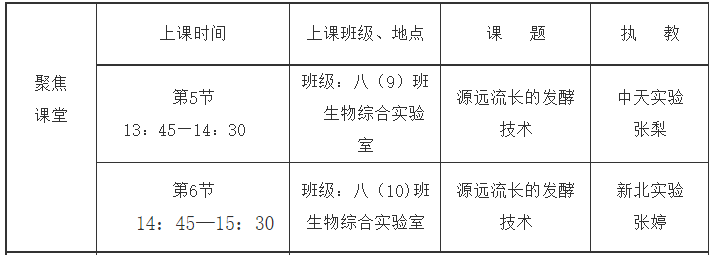 上课时间
上课班级、地点
课 题
执 教
聚焦
课堂
第5节
13：45—14：30
班级：八（9）班
生物综合实验
室
源远流长的发酵
技术
中天实验
张梨
第6节
14：45—15：30
班级：八（10)班
生物综合实验室
源远流长的发酵
技术
新北实验
张婷